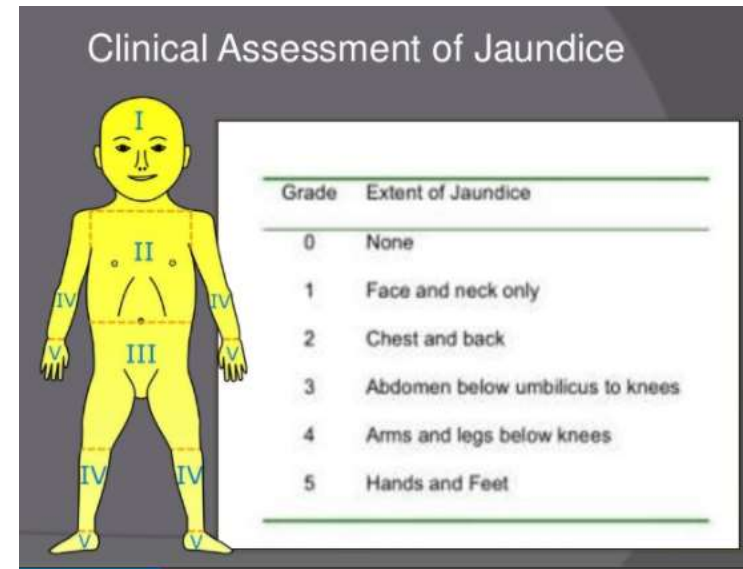 Clinical Assessment of Jaundice
I
II
IV
IV
V
III
V
IV
IV
V
V
Grade Extent of Jaundice
0 None
1 Face and neck only
2 Chest and back
3 Abdomen below umbilicus to knees
4 Arms and legs below knees
5 Hands and Feet